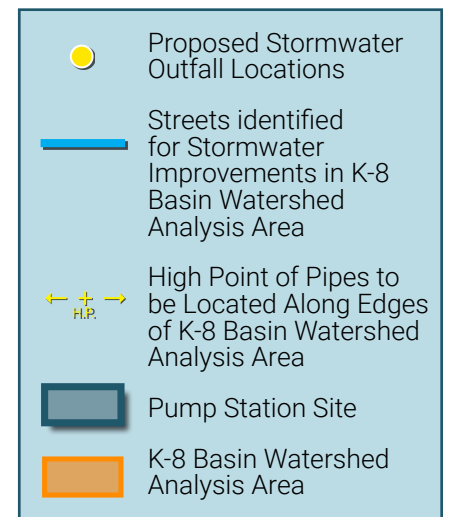 Proposed Stormwater
Outfall Locations
Streets identified
for Stormwater
Improvements in K-8
Basin Watershed
Analysis Area
← + →
H.P.
High Point of Pipes to
be Located Along Edges
of K-8 Basin Watershed
Analysis Area
Pump Station Site
K-8 Basin Watershed
Analysis Area